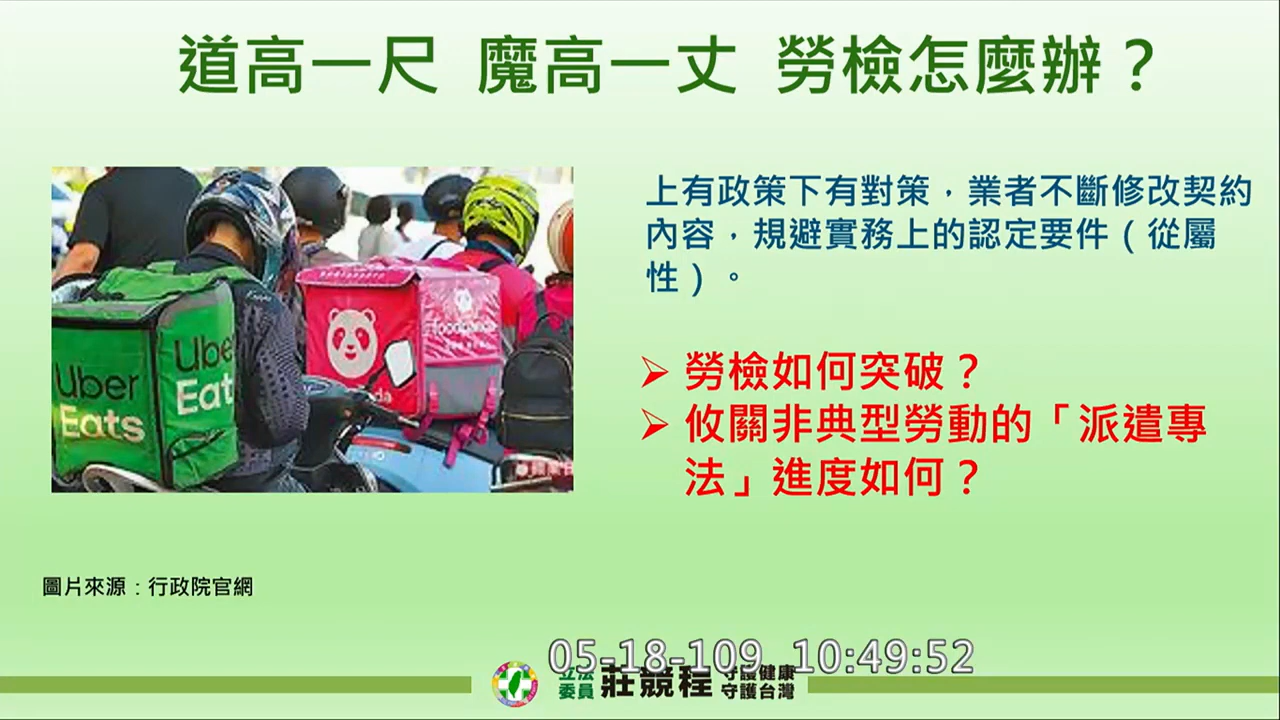 道高一尺 魔高一丈 勞檢怎麼辦？
上有政策下有對策，業者不斷修改契約
內容，規避實務上的認定要件（從屬
性）。
➢ 勞檢如何突破？
➢ 攸關非典型勞動的「派遣專
法」進度如何？
Uber
Eats
Uber
Eat
foodpanda
圖片來源：行政院官網
05-18-109 10:49:52
立法
委員 莊競程 守護健康
守護台灣